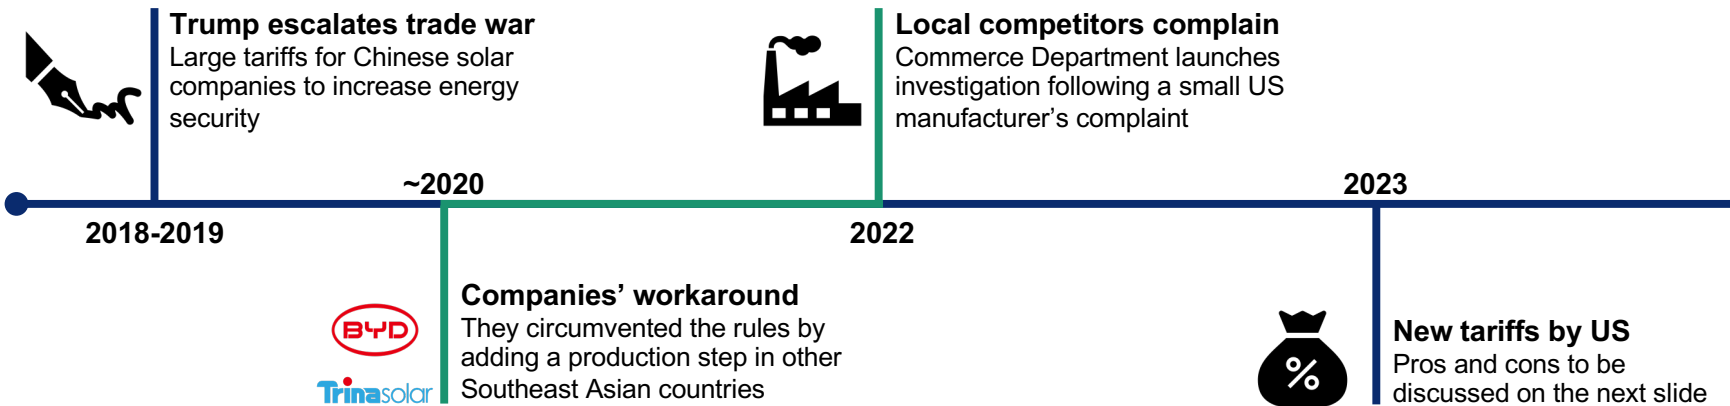 Trump escalates trade war
Large tariffs for Chinese solar
companies to increase energy
security
2018-2019
~2020
BYD
Trinasolar
Companies’ workaround
They circumvented the rules by
adding a production step in other
Southeast Asian countries
Local competitors complain
Commerce Department launches
investigation following a small US
manufacturer’s complaint
2022
2023
%
New tariffs by US
Pros and cons to be
discussed on the next slide